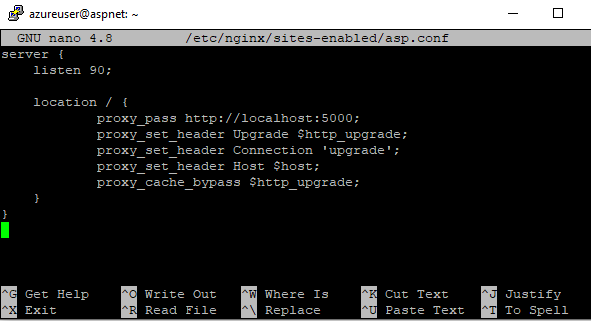 azureuser@aspnet: ~
GNU nano 4.8 /etc/nginx/sites-enabled/asp.conf
server {
    listen 90;

    location / {
            proxy_pass http://localhost:5000;
            proxy_set_header Upgrade $http_upgrade;
            proxy_set_header Connection 'upgrade';
            proxy_set_header Host $host;
            proxy_cache_bypass $http_upgrade;
    }
}
^G Get Help ^O Write Out ^W Where Is ^K Cut Text ^J Justify
^X Exit ^R Read File ^\ Replace ^U Paste Text ^T To Spell